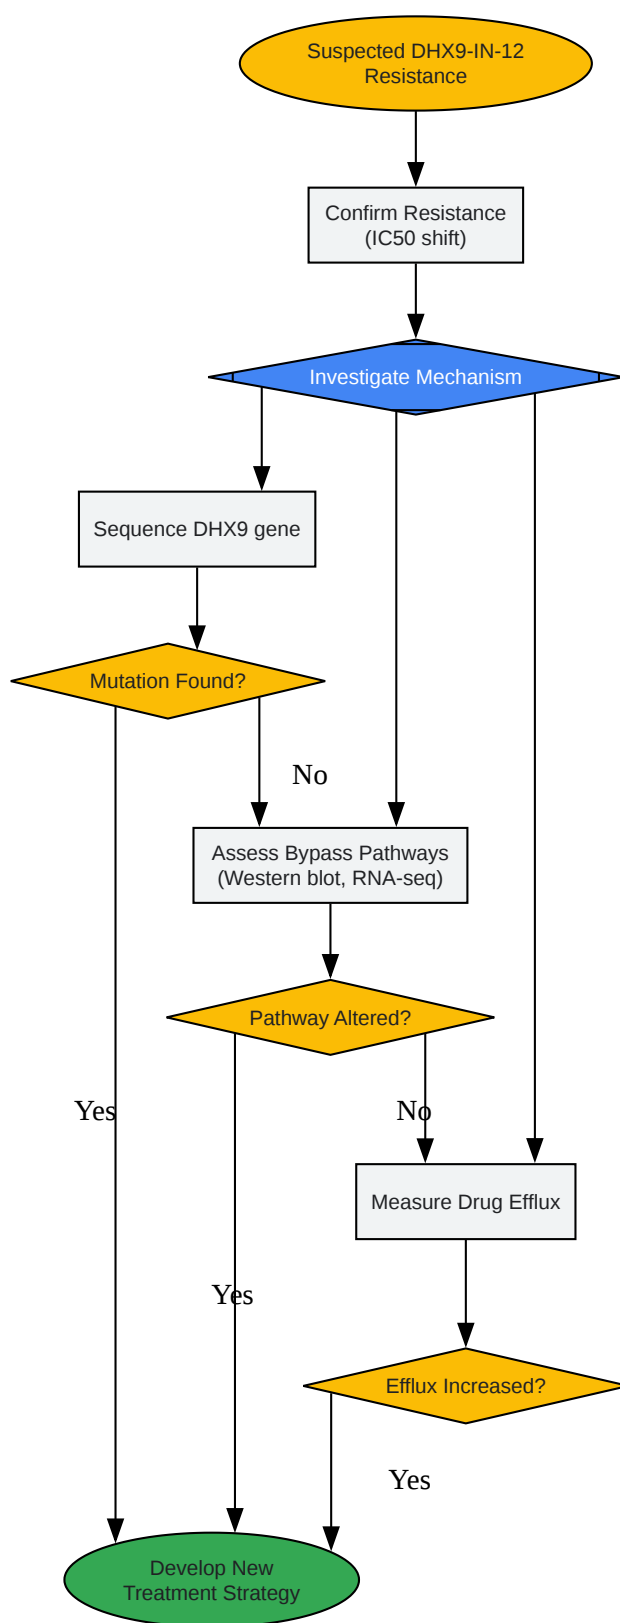 Suspected DHX9-IN-12
Resistance
Confirm Resistance
(IC50 shift)
Investigate Mechanism
Sequence DHX9 gene
Mutation Found?
No
Assess Bypass Pathways
(Western blot, RNA-seq)
Pathway Altered?
Yes
No
Measure Drug Efflux
Yes
Efflux Increased?
Yes
Develop New
Treatment Strategy